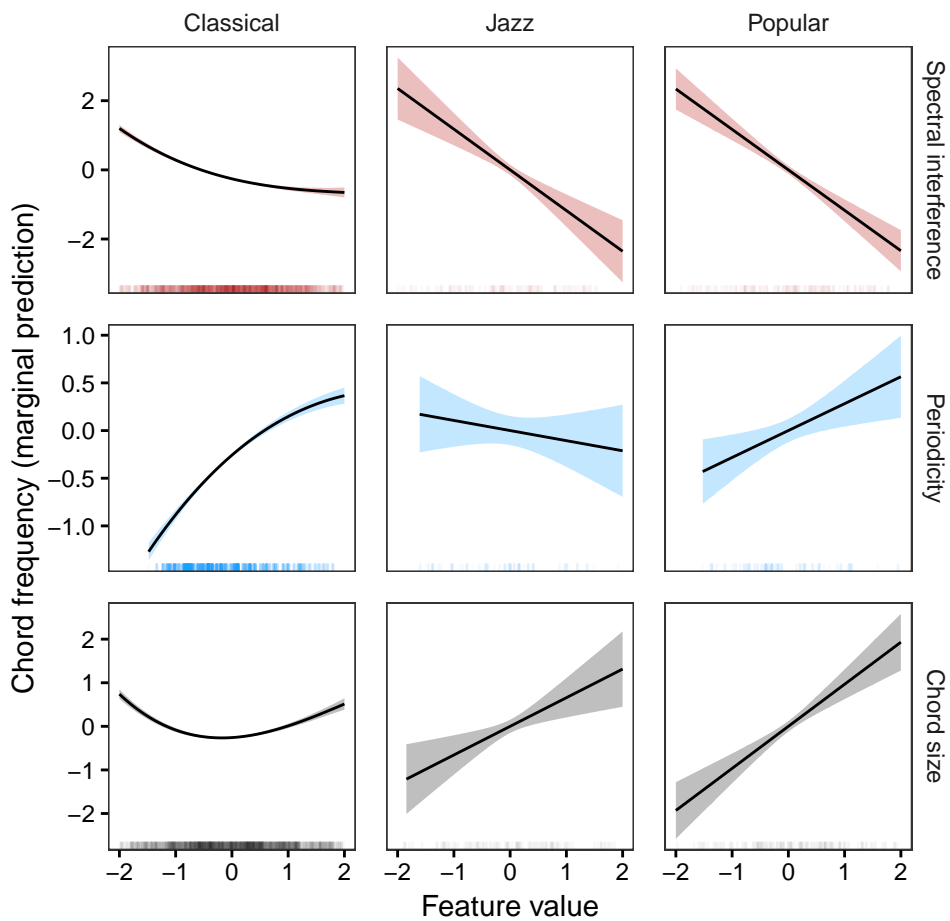 Classical
Jazz
Popular
Chord frequency (marginal prediction)
2
0
−2
Spectral interference
1.0
0.5
0.0
−0.5
−1.0
Periodicity
2
1
0
−1
−2
Chord size
−2 −1 0 1 2
−2 −1 0 1 2
−2 −1 0 1 2
Feature value